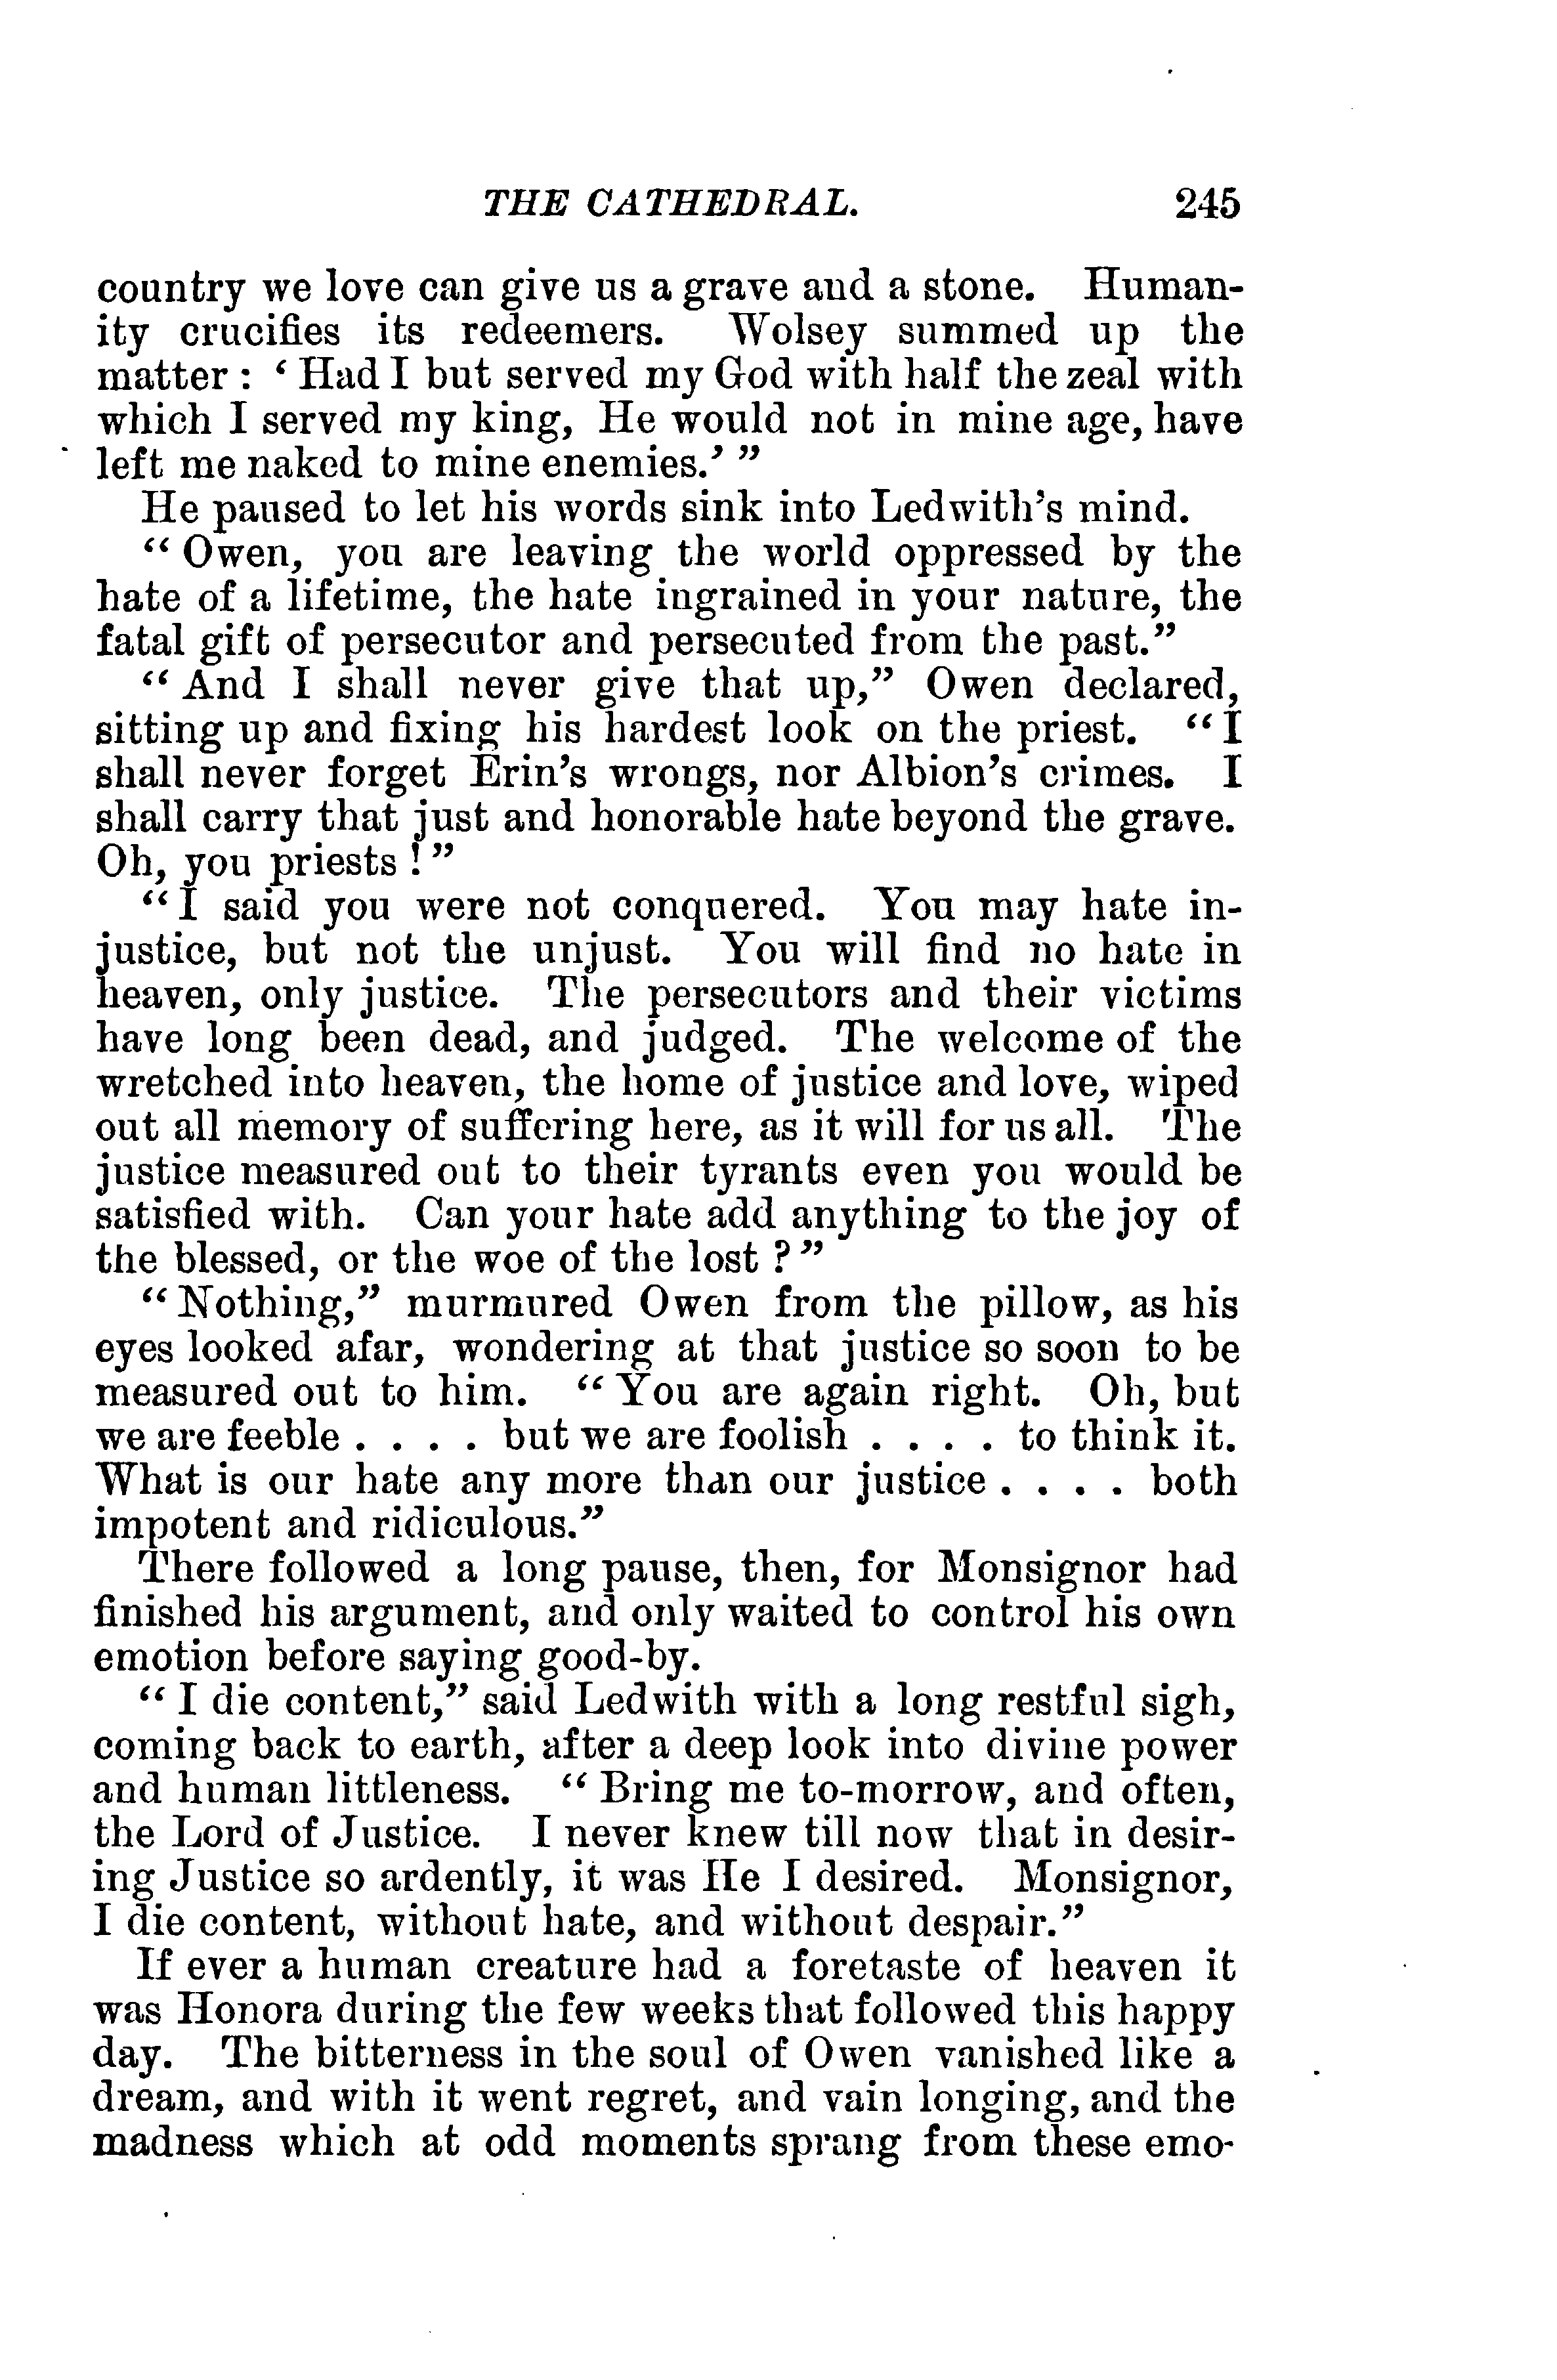 THE CATHEDRAL. 245
country we love can give us a grave and a stone. Human-
ity crucifies its redeemers. Wolsey summed up the
matter : ‘ Had I but served my God with half the zeal with
which I served my king, He would not in mine age, have
left me naked to mine enemies.’ ”
He paused to let his words sink into Ledwith’s mind.
“ Owen, you are leaving the world oppressed by the
hate of a lifetime, the hate ingrained in your nature, the
fatal gift of persecutor and persecuted from the past.”
“ And I shall never give that up,” Owen declared,
sitting up and fixing his hardest look on the priest. “ I
shall never forget Erin’s wrongs, nor Albion’s crimes. I
shall carry that just and honorable hate beyond the grave.
Oh, you priests ! ”
“ I said you were not conquered. You may hate in-
justice, but not the unjust. You will find no hate in
heaven, only justice. The persecutors and their victims
have long been dead, and judged. The welcome of the
wretched into heaven, the home of justice and love, wiped
out all memory of suffering here, as it will for us all. The
justice measured out to their tyrants even you would be
satisfied with. Can your hate add anything to the joy of
the blessed, or the woe of the lost ? ”
“ Nothing,” murmured Owen from the pillow, as his
eyes looked afar, wondering at that justice so soon to be
measured out to him. “ You are again right. Oh, but
we are feeble . . . . but we are foolish . . . . to think it.
What is our hate any more than our justice . . . . both
impotent and ridiculous.”
There followed a long pause, then, for Monsignor had
finished his argument, and only waited to control his own
emotion before saying good-by.
“ I die content,” said Ledwith with a long restful sigh,
coming back to earth, after a deep look into divine power
and human littleness. “ Bring me to-morrow, and often,
the Lord of Justice. I never knew till now that in desir-
ing Justice so ardently, it was He I desired. Monsignor,
I die content, without hate, and without despair.”
If ever a human creature had a foretaste of heaven it
was Honora during the few weeks that followed this happy
day. The bitterness in the soul of Owen vanished like a
dream, and with it went regret, and vain longing, and the
madness which at odd moments sprang from these emo-